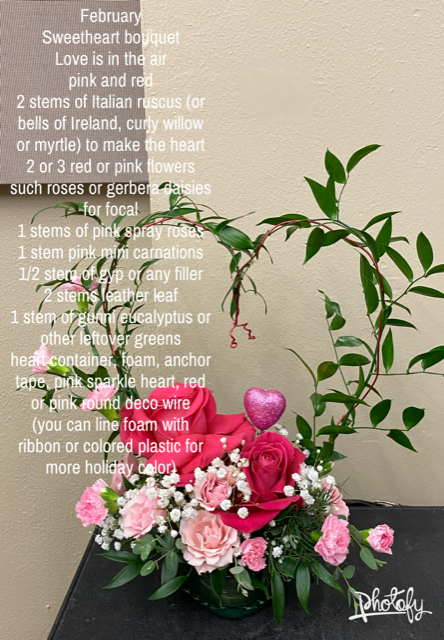 February
Sweetheart bouquet
Love is in the air
pink and red
2 stems of Italian ruscus (or
bells of Ireland, curly willow
or myrtle) to make the heart
2 or 3 red or pink flowers
such roses or gerbera daisies
for focal
1 stems of pink spray roses
1 stem pink mini carnations
1/2 stem of gyp or any filler
2 stems leather leaf
1 stem of gunni eucalyptus or
other leftover greens
heart container, foam, anchor
tape, pink sparkle heart, red
or pink round deco wire
(you can line foam with
ribbon or colored plastic for
more holiday color)
Photofy